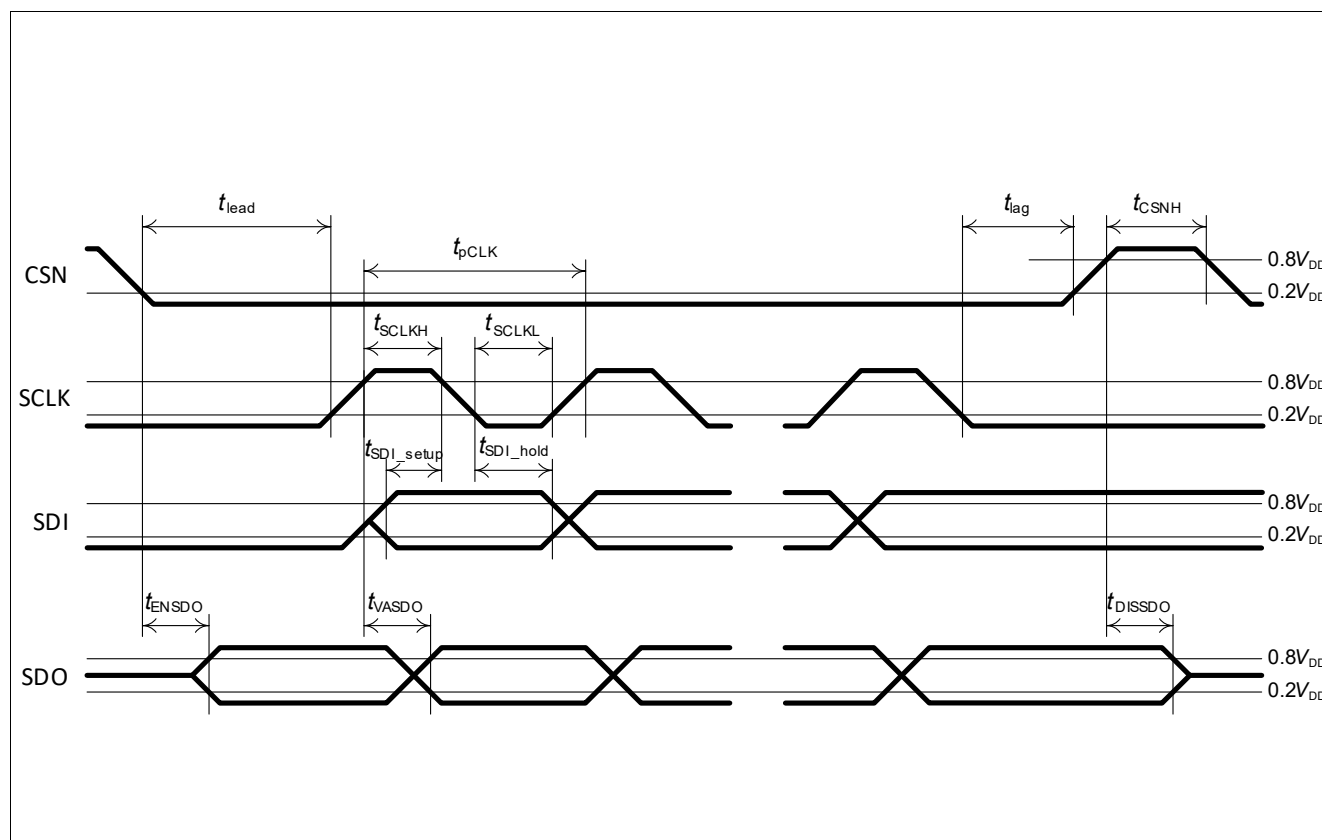 tlead
tlag
tCSNH
tpCLK
CSN
0.8VDD
0.2VDD
tSCLKH
tSCLKL
SCLK
0.8VDD
0.2VDD
tSDI_setup
tSDI_hold
SDI
0.8VDD
0.2VDD
tENSDO
tVASDO
tDISSDO
SDO
0.8VDD
0.2VDD